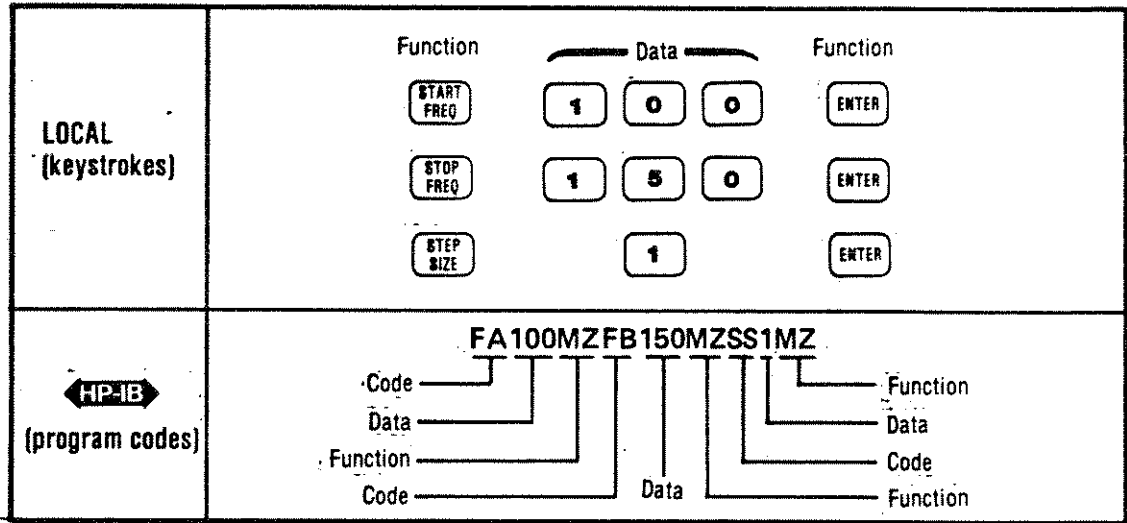 Function Data Function
START
FREQ
1 0 0
ENTER
LOCAL
(keystrokes)
STOP
FREQ
1 5 0
ENTER
STEP
SIZE
1
ENTER
FA100MZFB150MZSS1MZ
HP-IB
(program codes)
Code Function
Data Data
Function Code
Code Data Function